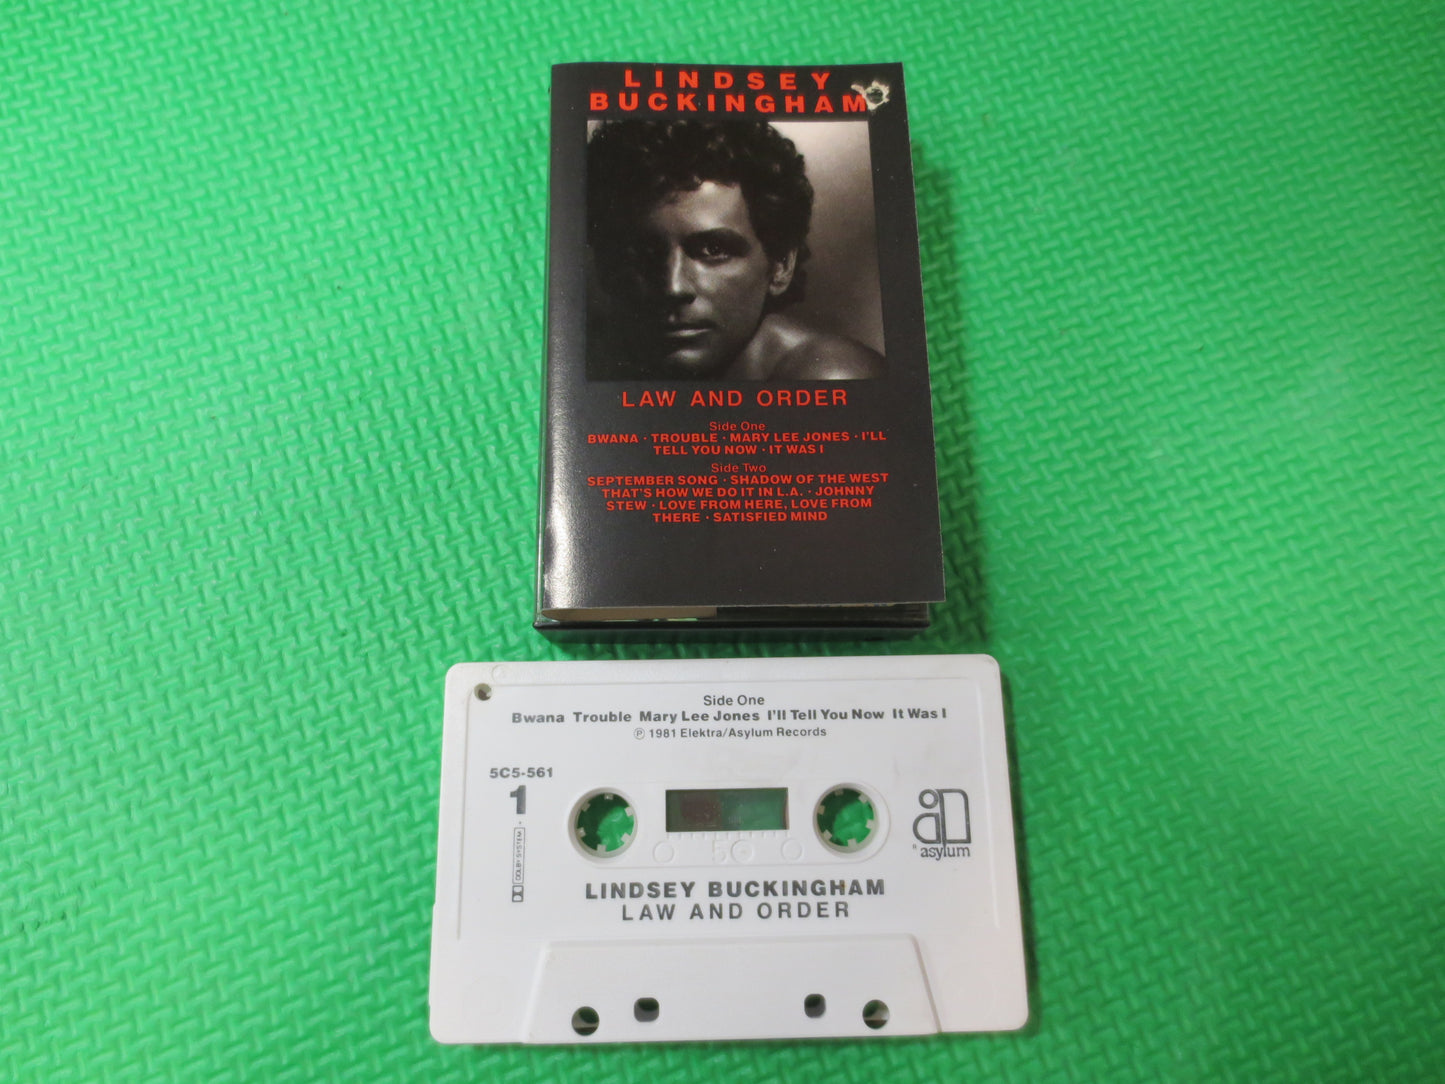 LINDSEY
BUCKINGHAM
LAW AND ORDER
Side One
BWANA · TROUBLE · MARY LEE JONES · I'LL
TELL YOU NOW · IT WAS I
Side Two
SEPTEMBER SONG · SHADOW OF THE WEST
THAT'S HOW WE DO IT IN L.A. · JOHNNY
STEW · LOVE FROM HERE, LOVE FROM
THERE · SATISFIED MIND
Side One
Bwana Trouble Mary Lee Jones I'll Tell You Now It Was I
℗ 1981 Elektra/Asylum Records
5C5-561
1
DOLBY SYSTEM
50
® asylum
LINDSEY BUCKINGHAM
LAW AND ORDER